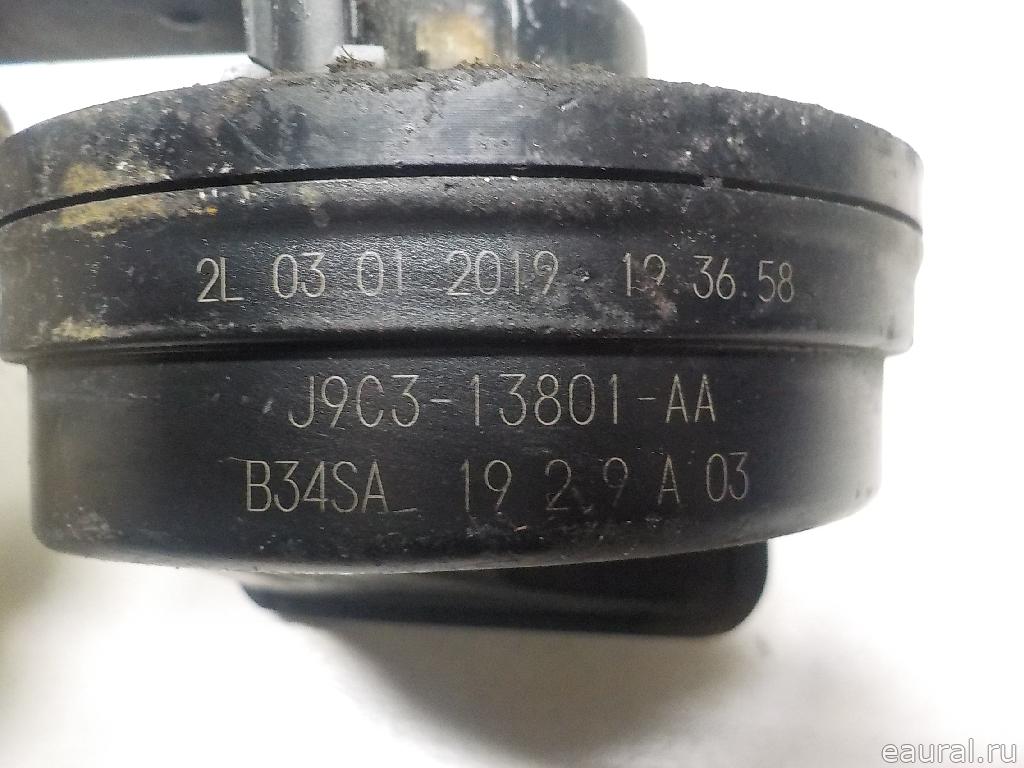 2L 03 01 2019 19 36 58
J9C3-13801-AA
B34SA_ 19 2 9 A 03
eaural.ru